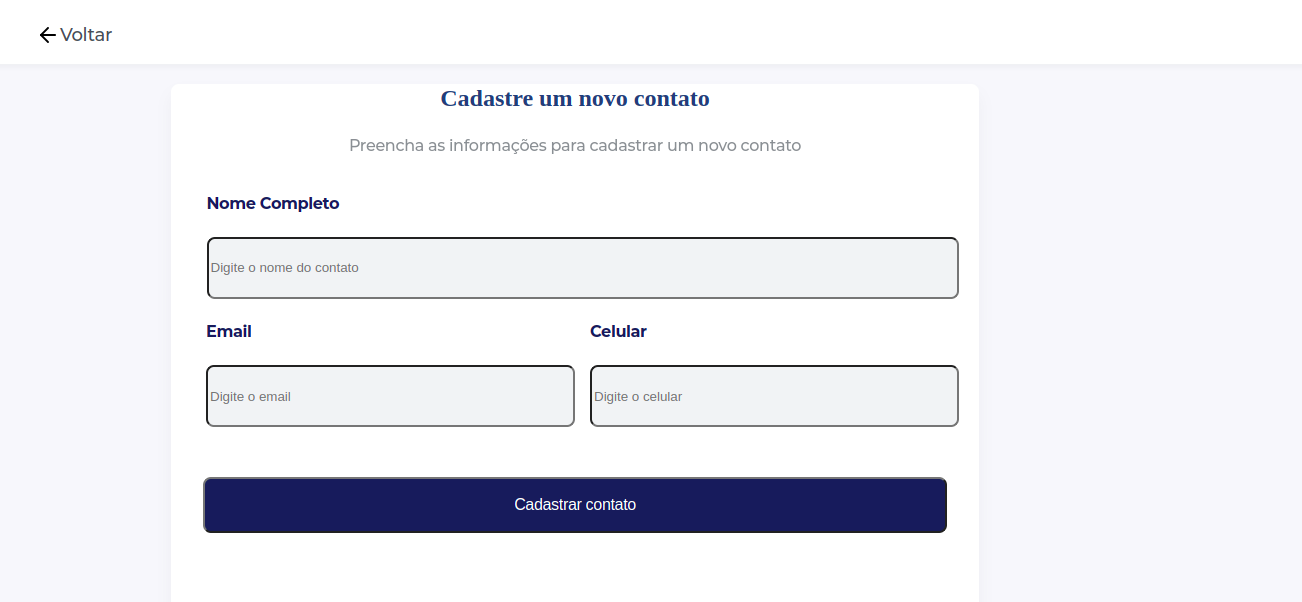 Voltar
Cadastre um novo contato
Preencha as informações para cadastrar um novo contato
Nome Completo
Digite o nome do contato
Email
Celular
Digite o email
Digite o celular
Cadastrar contato